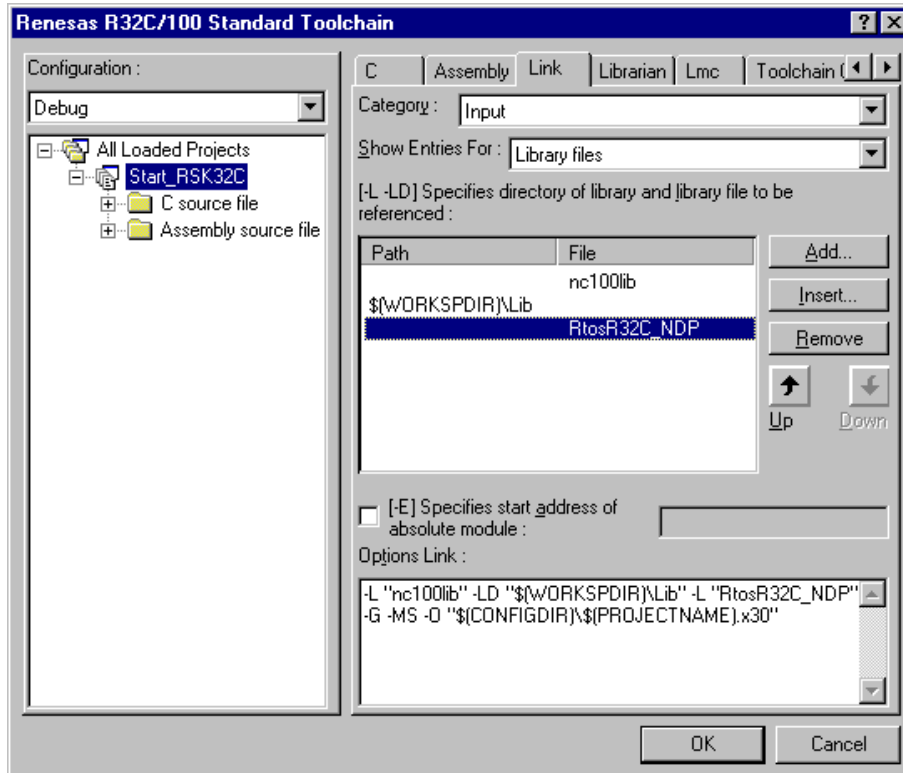 Renesas R32C/100 Standard Toolchain
Configuration :
Debug
All Loaded Projects
Start_RSK32C
C source file
Assembly source file
C Assembly Link Librarian Lmc Toolchain (
Category : Input
Show Entries For : Library files
[-L -LD] Specifies directory of library and library file to be
referenced :
Path File
nc100lib
$(WORKSPDIR)\Lib
RtosR32C_NDP
Add...
Insert...
Remove
Up Down
[-E] Specifies start address of
absolute module :
Options Link :
-L "nc100lib" -LD "$(WORKSPDIR)\Lib" -L "RtosR32C_NDP"
-G -MS -O "$(CONFIGDIR)\$(PROJECTNAME).x30"
OK Cancel